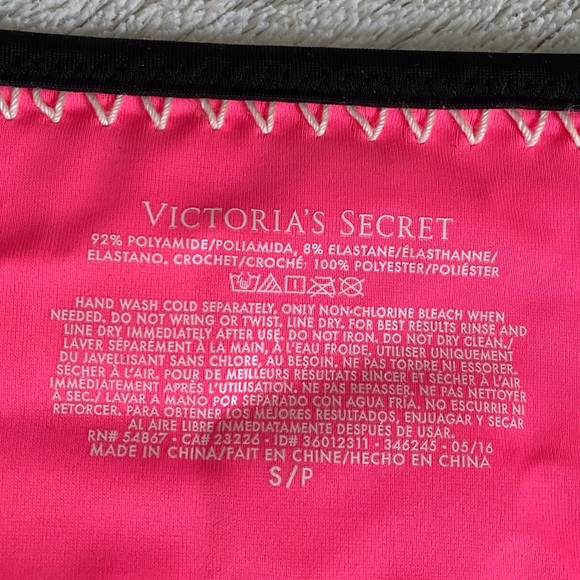 VICTORIA'S SECRET
92% POLYAMIDE/POLIAMIDA, 8% ELASTANE/ÉLASTHANNE/
ELASTANO. CROCHET/CROCHÉ: 100% POLYESTER/POLIÉSTER
HAND WASH COLD SEPARATELY. ONLY NON-CHLORINE BLEACH WHEN
NEEDED. DO NOT WRING OR TWIST. LINE DRY. FOR BEST RESULTS RINSE AND
LINE DRY IMMEDIATELY AFTER USE. DO NOT IRON. DO NOT DRY CLEAN./
LAVER SÉPARÉMENT À LA MAIN, À L'EAU FROIDE. UTILISER UNIQUEMENT
DU JAVELLISANT SANS CHLORE, AU BESOIN. NE PAS TORDRE NI ESSORER.
SÉCHER À L'AIR. POUR DE MEILLEURS RÉSULTATS RINCER ET SÉCHER À L'AIR
IMMÉDIATEMENT APRÈS L'UTILISATION. NE PAS REPASSER. NE PAS NETTOYER
À SEC./ LAVAR A MANO POR SEPARADO CON AGUA FRÍA. NO ESCURRIR NI
RETORCER. PARA OBTENER LOS MEJORES RESULTADOS, ENJUAGAR Y SECAR
AL AIRE LIBRE INMEDIATAMENTE DESPUÉS DE USAR.
RN# 54867 • CA# 23226 • ID# 36012311 • 346245 • 05/16
MADE IN CHINA/FAIT EN CHINE/HECHO EN CHINA
S/P